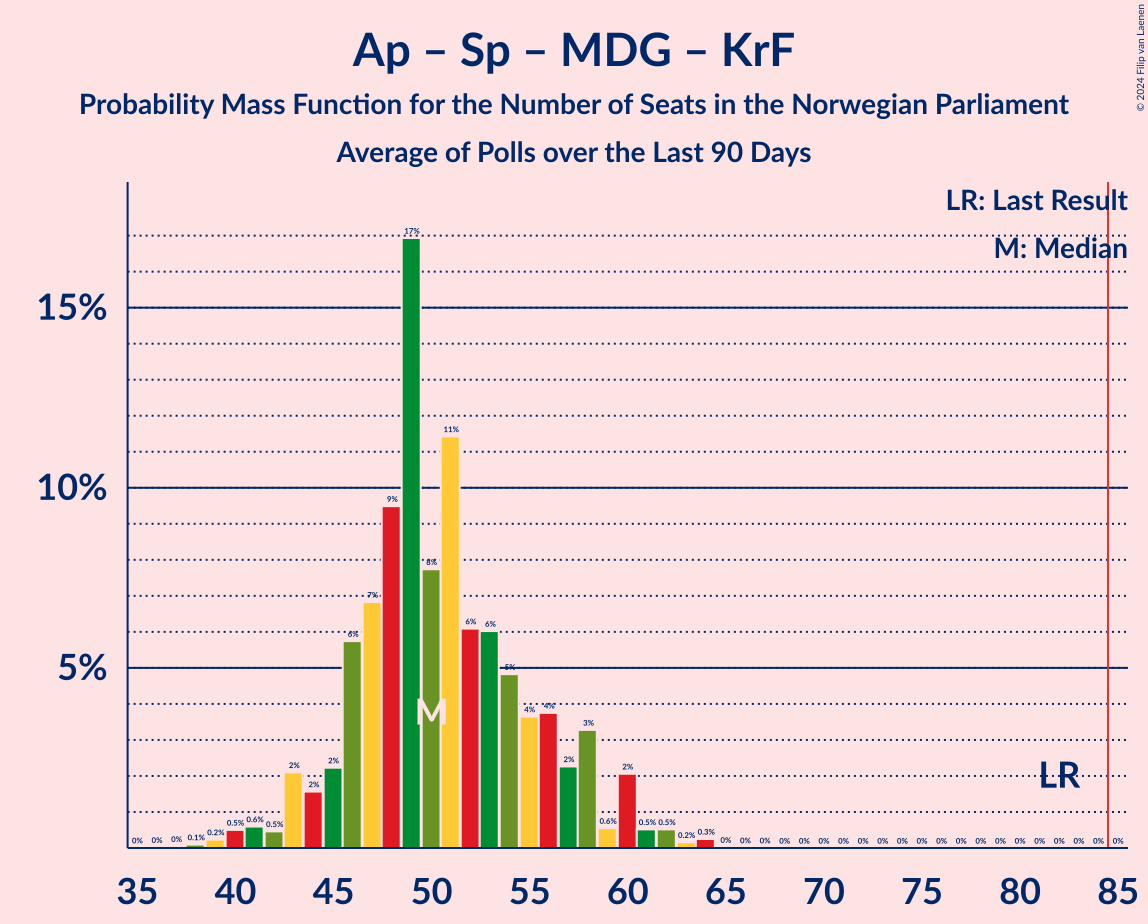 Ap – Sp – MDG – KrF
Probability Mass Function for the Number of Seats in the Norwegian Parliament
Average of Polls over the Last 90 Days
© 2024 Filip van Laenen
LR: Last Result
M: Median
15%
10%
5%
0% 0% 0% 0.1% 0.2% 0.5% 0.6% 0.5% 2% 2% 2% 6% 7% 9% 17% 8% 11% 6% 6% 5% 4% 4% 2% 3% 0.6% 2% 0.5% 0.5% 0.2% 0.3% 0% 0% 0% 0% 0% 0% 0% 0% 0% 0% 0% 0% 0% 0% 0% 0% 0% 0% 0% 0% 0%
M
LR
35 40 45 50 55 60 65 70 75 80 85